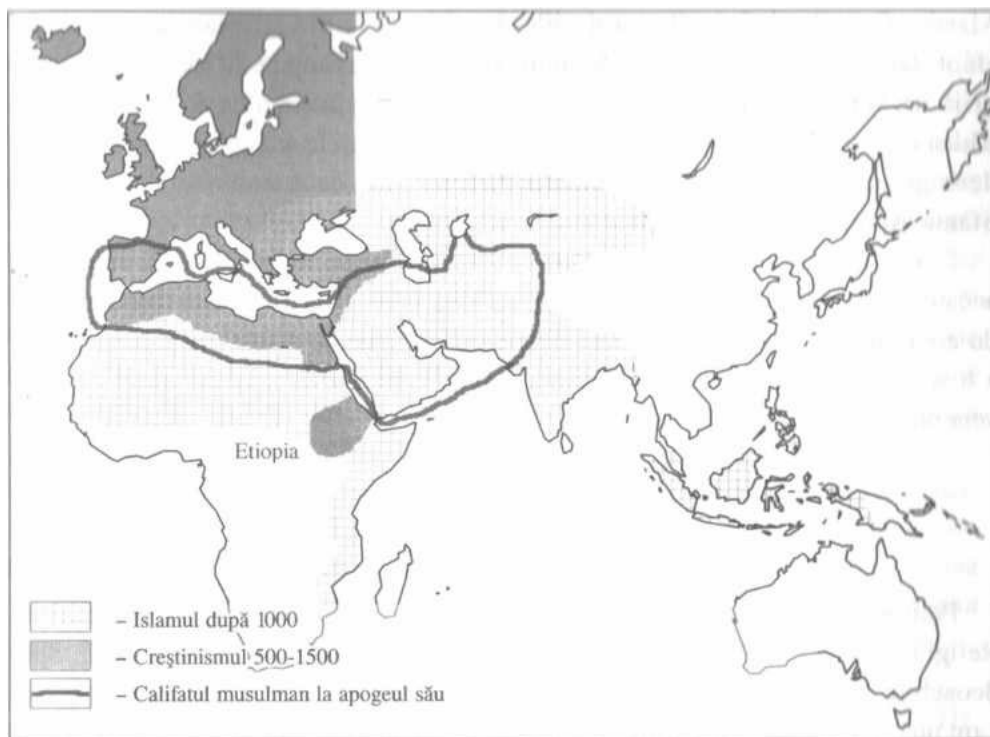 Etiopia
– Islamul după 1000
– Creştinismul 500-1500
– Califatul musulman la apogeul său